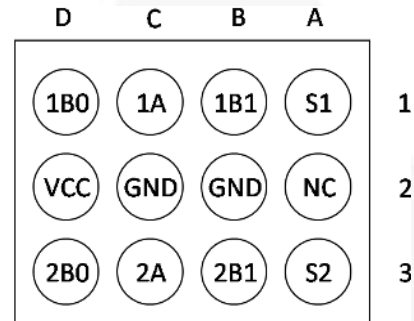 D C B A
1B0 1A 1B1 S1 1
VCC GND GND NC 2
2B0 2A 2B1 S2 3